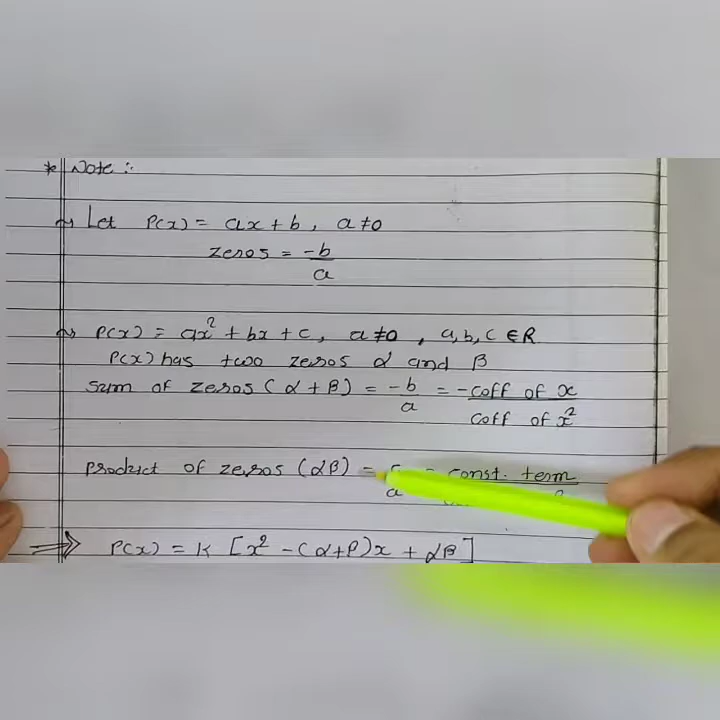 * Note :-
~) Let P(x) = ax + b, a ≠ 0
zeros = -b/a
~) P(x) = ax² + bx + c, a ≠ 0, a, b, c ∈ R
P(x) has two zeros α and β
Sum of zeros (α + β) = -b/a = -coff of x / coff of x²
product of zeros (αβ) = c/a = const. term
⇒ P(x) = K [x² - (α+β)x + αβ]